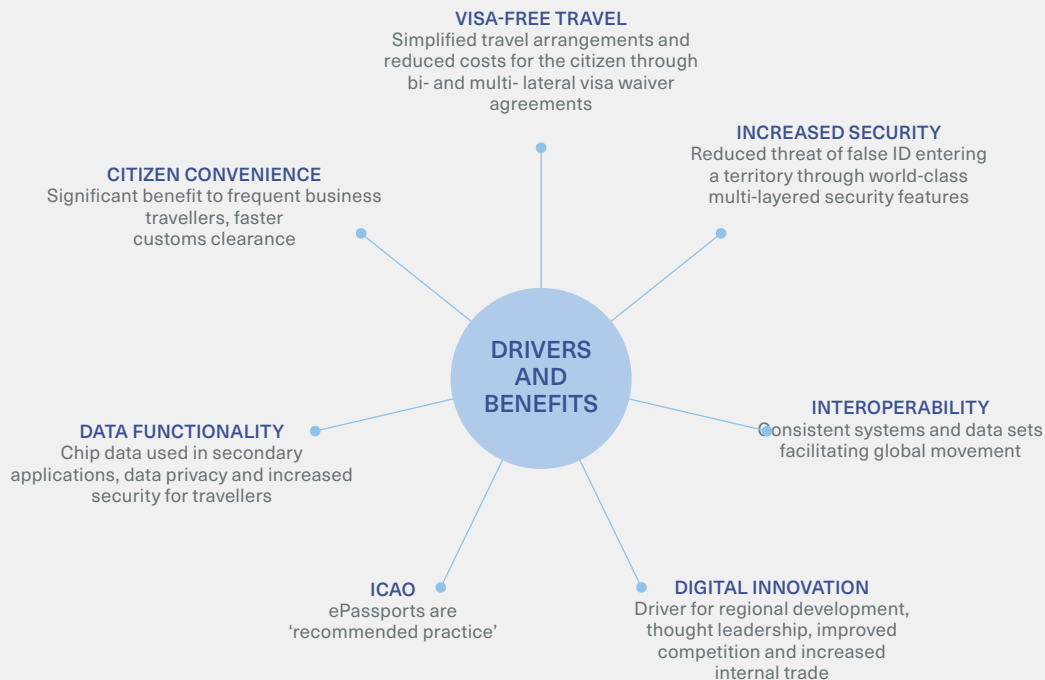 VISA-FREE TRAVEL
Simplified travel arrangements and
reduced costs for the citizen through
bi- and multi- lateral visa waiver
agreements
INCREASED SECURITY
Reduced threat of false ID entering
a territory through world-class
multi-layered security features
CITIZEN CONVENIENCE
Significant benefit to frequent business
travellers, faster
customs clearance
DRIVERS
AND
BENEFITS
INTEROPERABILITY
Consistent systems and data sets
facilitating global movement
DATA FUNCTIONALITY
Chip data used in secondary
applications, data privacy and increased
security for travellers
ICAO
ePassports are
‘recommended practice’
DIGITAL INNOVATION
Driver for regional development,
thought leadership, improved
competition and increased
internal trade